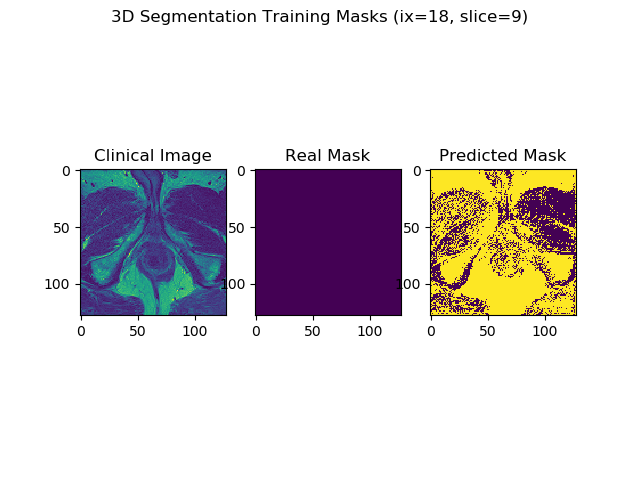 3D Segmentation Training Masks (ix=18, slice=9)
Clinical Image Real Mask Predicted Mask
0 0 0
50 50 50
100 100 100
0 50 100 0 50 100 0 50 100